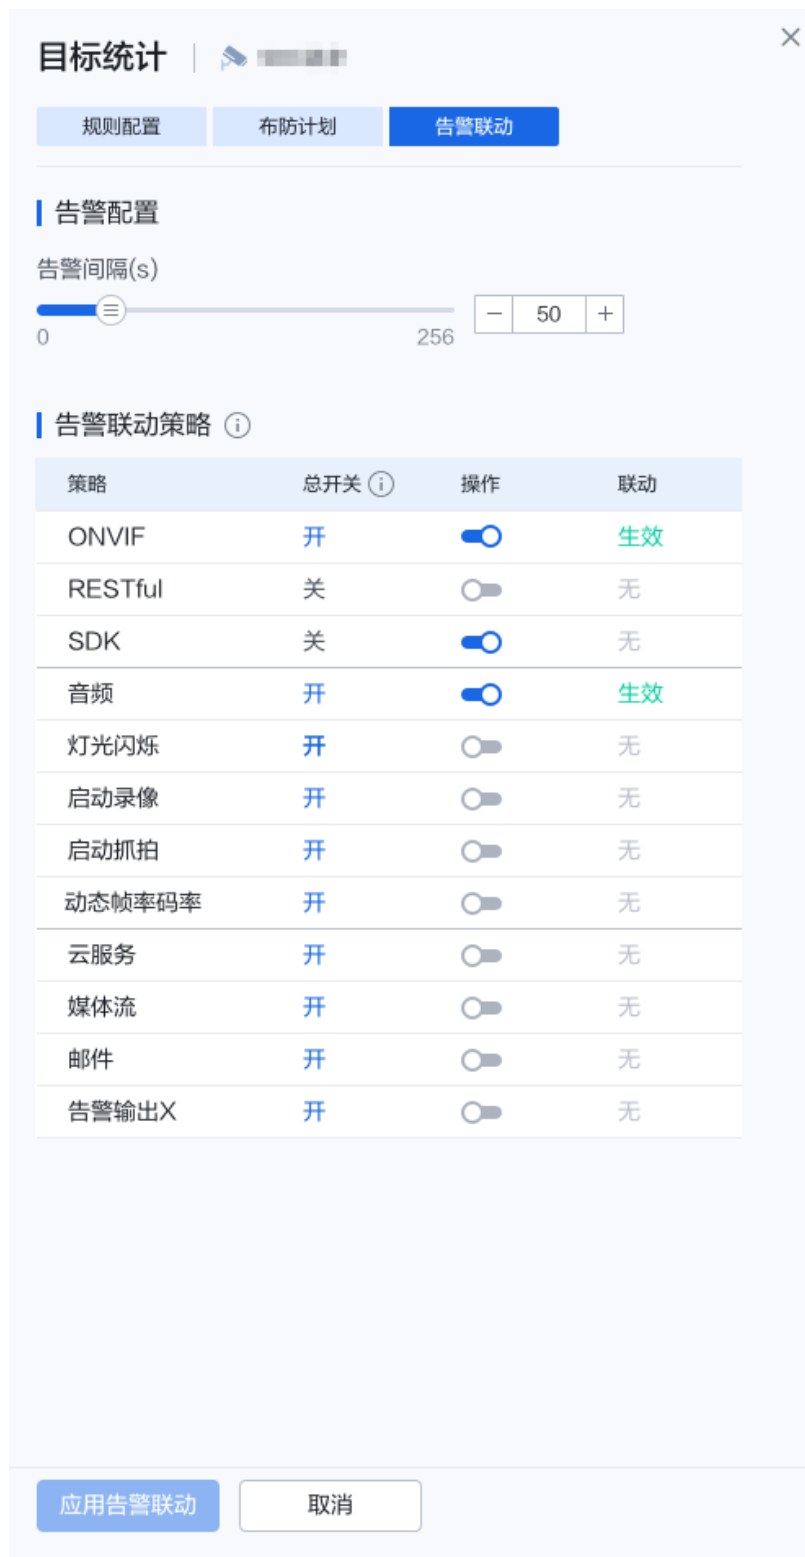 目标统计
规则配置 布防计划 告警联动
告警配置
告警间隔(s)
50
0 256
告警联动策略
策略 总开关 操作 联动
ONVIF 开 生效
RESTful 关 无
SDK 关 无
音频 开 生效
灯光闪烁 开 无
启动录像 开 无
启动抓拍 开 无
动态帧率码率 开 无
云服务 开 无
媒体流 开 无
邮件 开 无
告警输出X 开 无
应用告警联动 取消